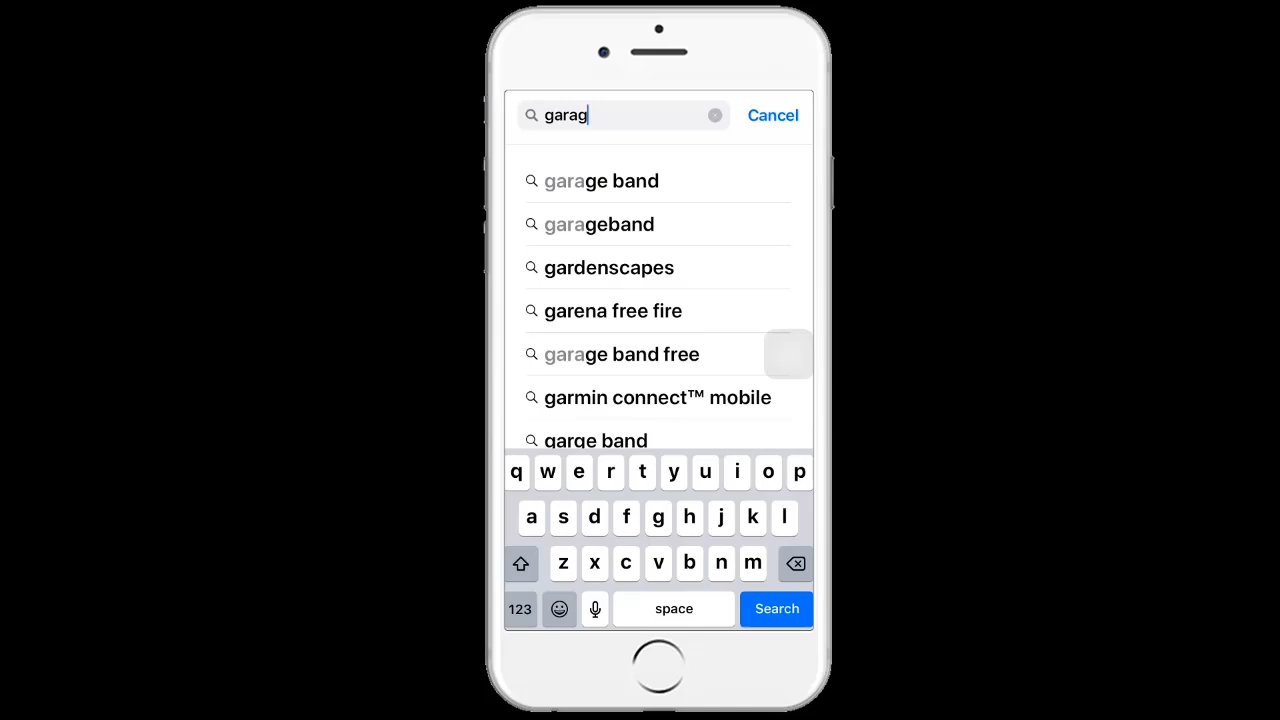 garag
Cancel
garage band
garageband
gardenscapes
garena free fire
garage band free
garmin connect™ mobile
garge band
q w e r t y u i o p
a s d f g h j k l
z x c v b n m
123 space Search